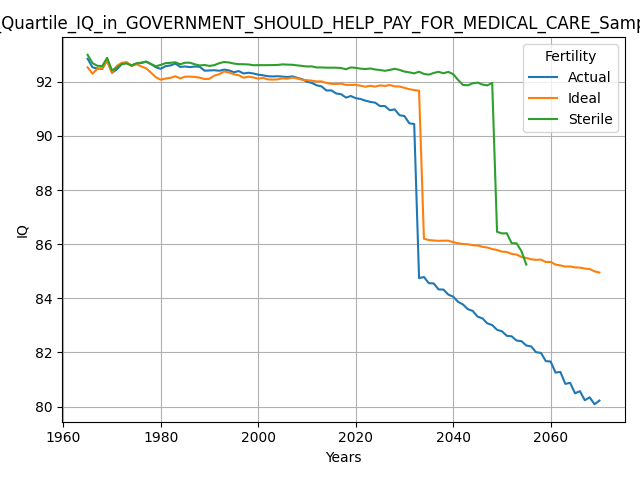 _Quartile_IQ_in_GOVERNMENT_SHOULD_HELP_PAY_FOR_MEDICAL_CARE_Samp
Fertility
Actual
Ideal
Sterile
IQ
92
90
88
86
84
82
80
1960
1980
2000
2020
2040
2060
Years